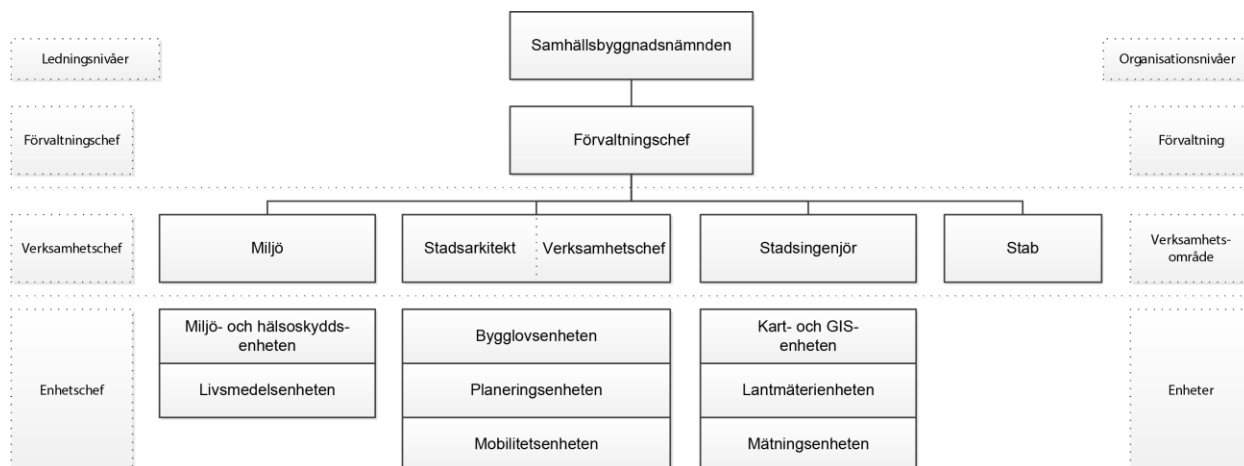 Samhällsbyggnadsnämnden
Ledningsnivåer
Organisationsnivåer
Förvaltningschef
Förvaltningschef
Förvaltning
Verksamhetschef
Miljö
Stadsarkitekt
Verksamhetschef
Stadsingenjör
Stab
Verksamhets-
område
Enhetschef
Miljö- och hälsoskydds-
enheten
Livsmedelsenheten
Bygglovsenheten
Planeringsenheten
Mobilitetsenheten
Kart- och GIS-
enheten
Lantmäterienheten
Mätningsenheten
Enheter